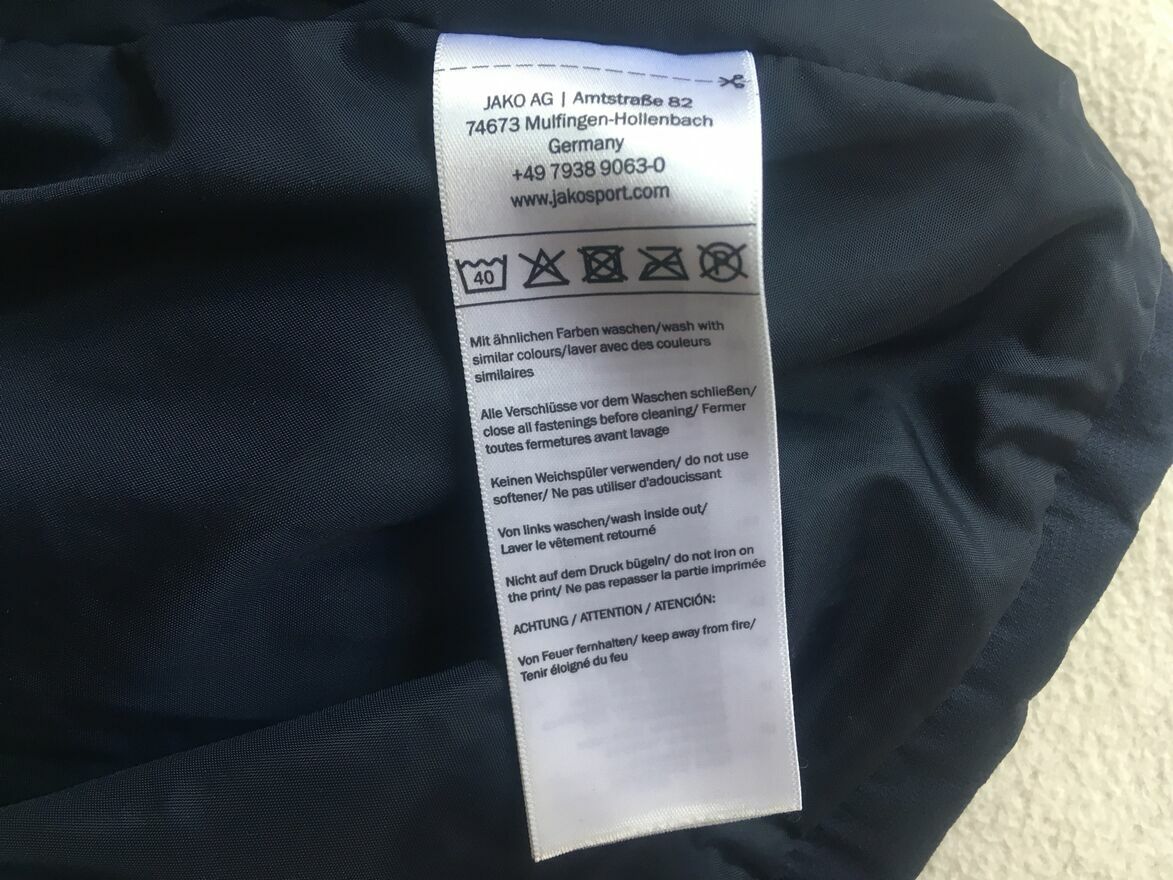 JAKO AG | Amtstraße 82
74673 Mulfingen-Hollenbach
Germany
+49 7938 9063-0
www.jakosport.com
40 P
Mit ähnlichen Farben waschen/wash with
similar colours/laver avec des couleurs
similaires
Alle Verschlüsse vor dem Waschen schließen/
close all fastenings before cleaning/ Fermer
toutes fermetures avant lavage
Keinen Weichspüler verwenden/ do not use
softener/ Ne pas utiliser d'adoucissant
Von links waschen/wash inside out/
Laver le vêtement retourné
Nicht auf dem Druck bügeln/ do not iron on
the print/ Ne pas repasser la partie imprimée
ACHTUNG / ATTENTION / ATENCIÓN:
Von Feuer fernhalten/ keep away from fire/
Tenir éloigné du feu